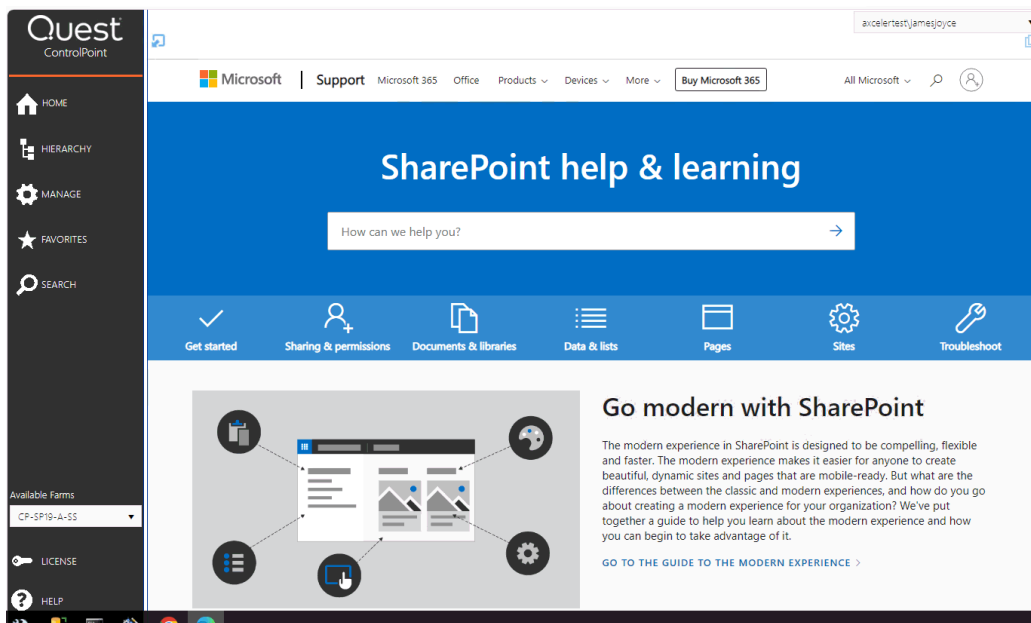 Quest
ControlPoint
HOME
HIERARCHY
MANAGE
FAVORITES
SEARCH
Available Farms
CP-SP19-A-SS
LICENSE
HELP
axcelertest\jamesjoyce
Microsoft
Support
Microsoft 365
Office
Products
Devices
More
Buy Microsoft 365
All Microsoft
SharePoint help & learning
How can we help you?
Get started
Sharing & permissions
Documents & libraries
Data & lists
Pages
Sites
Troubleshoot
Go modern with SharePoint
The modern experience in SharePoint is designed to be compelling, flexible
and faster. The modern experience makes it easier for anyone to create
beautiful, dynamic sites and pages that are mobile-ready. But what are the
differences between the classic and modern experiences, and how do you go
about creating a modern experience for your organization? We've put
together a guide to help you learn about the modern experience and how
you can begin to take advantage of it.
GO TO THE GUIDE TO THE MODERN EXPERIENCE >